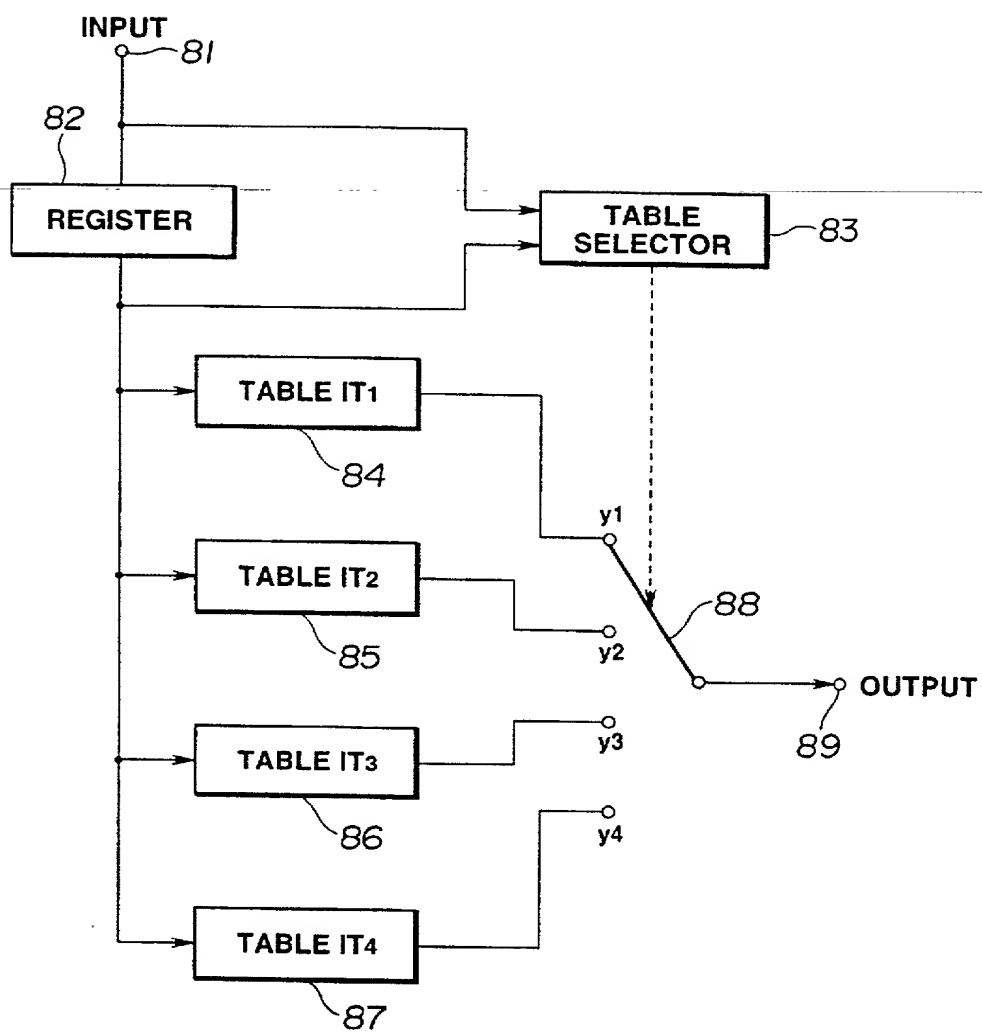 INPUT
81
82
REGISTER
TABLE
SELECTOR
83
TABLE IT1
84
y1
TABLE IT2
85
y2
88
OUTPUT
89
TABLE IT3
86
y3
y4
TABLE IT4
87